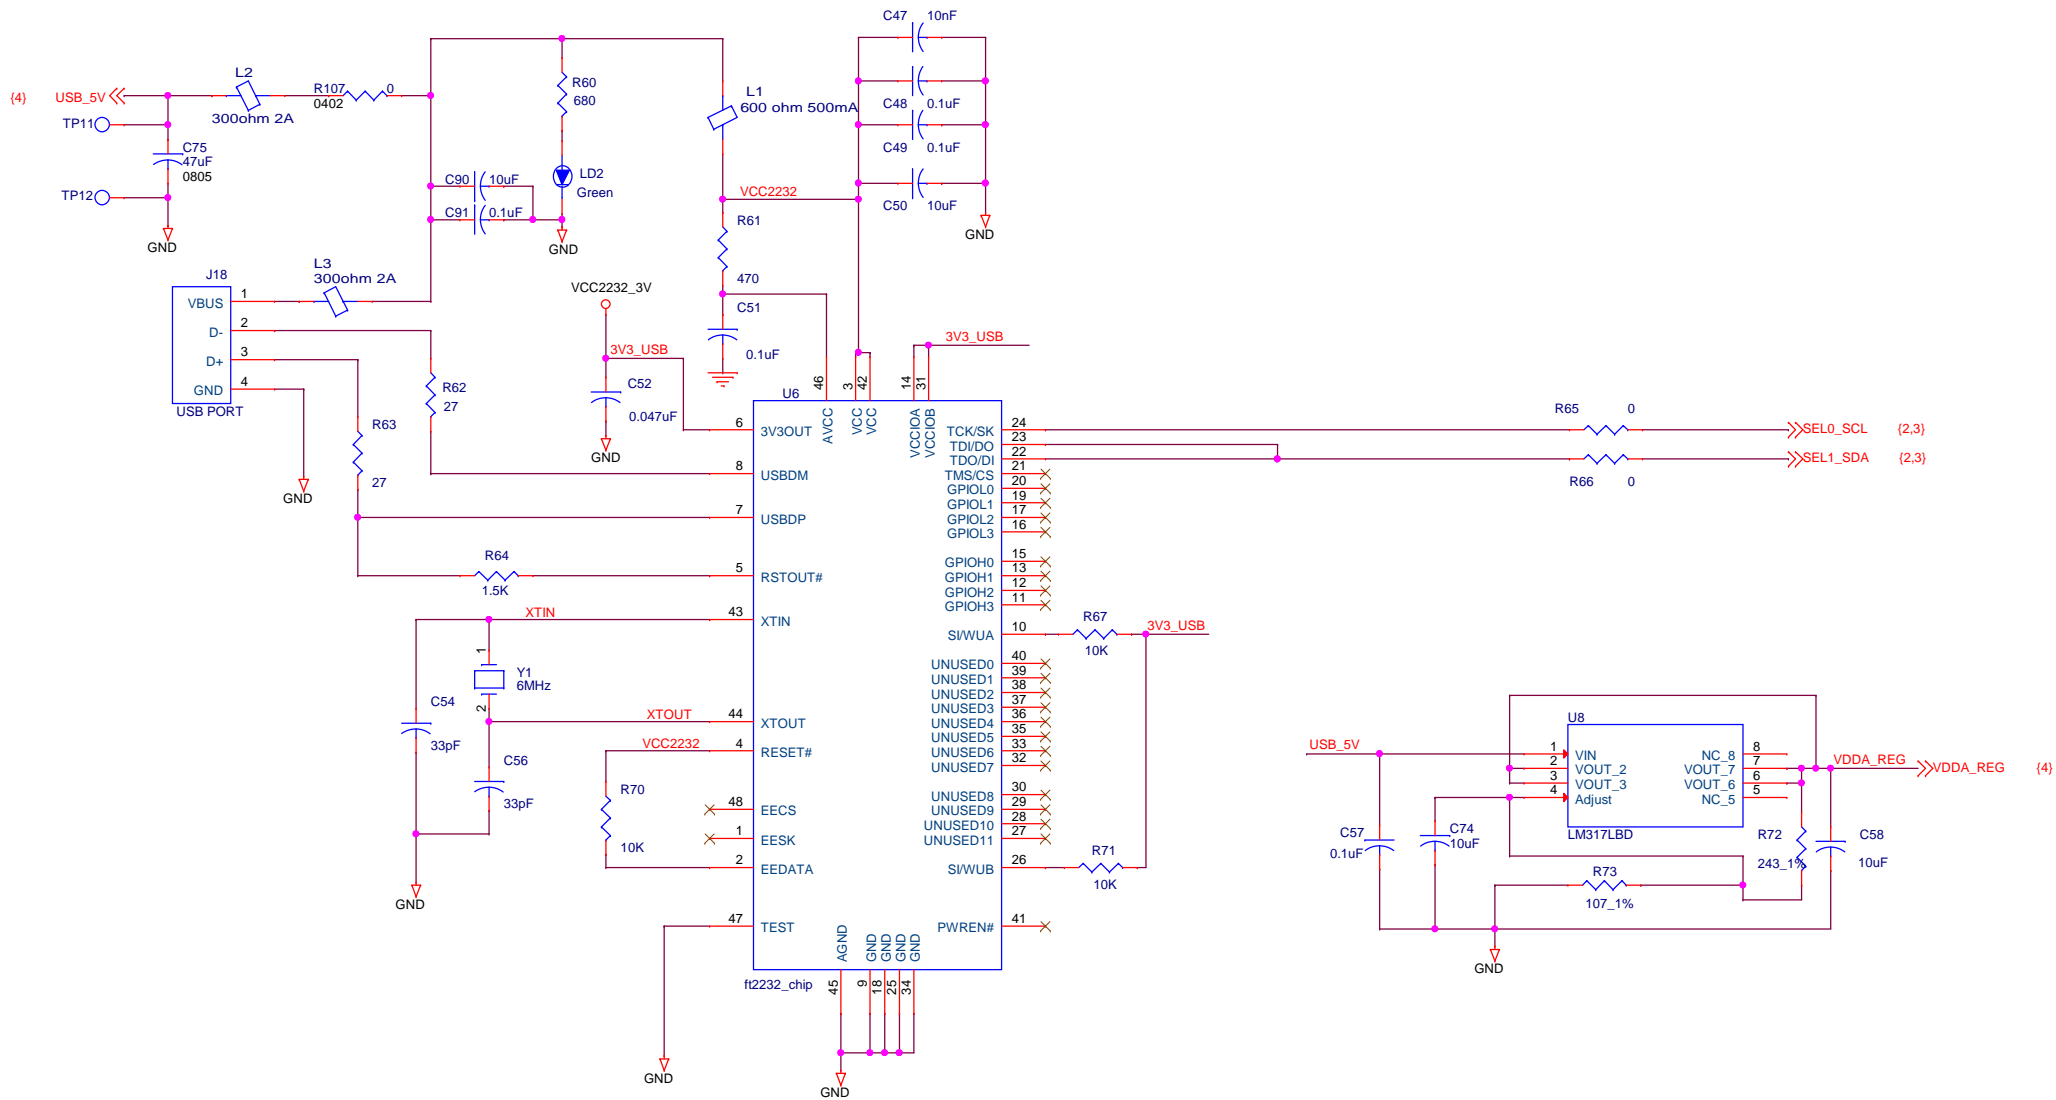 C47 10nF
C48 0.1uF
C49 0.1uF
C50 10uF
GND
{4} USB_5V
L2
300ohm 2A
R107 0
0402
TP11
C75
47uF
0805
TP12
GND
R60
680
LD2
Green
C90 10uF
C91 0.1uF
GND
L1
600 ohm 500mA
VCC2232
R61
470
C51
0.1uF
L3
300ohm 2A
J18
VBUS 1
D- 2
D+ 3
GND 4
USB PORT
GND
R62
27
R63
27
VCC2232_3V
3V3_USB
C52
0.047uF
GND
3V3_USB
U6
46 3 42 14 31
AVCC VCC VCC VCCIOA VCCIOB
6 3V3OUT
8 USBDM
7 USBDP
R64
1.5K
5 RSTOUT#
XTIN
43 XTIN
1
Y1
6MHz
2
C54
33pF
C56
33pF
GND
XTOUT
44 XTOUT
VCC2232
4 RESET#
R70
10K
48 EECS
1 EESK
2 EEDATA
47 TEST
GND
TCK/SK 24
TDI/DO 23
TDO/DI 22
TMS/CS 21
GPIOL0 20
GPIOL1 19
GPIOL2 17
GPIOL3 16
GPIOH0 15
GPIOH1 13
GPIOH2 12
GPIOH3 11
SI/WUA 10
UNUSED0 40
UNUSED1 39
UNUSED2 38
UNUSED3 37
UNUSED4 36
UNUSED5 35
UNUSED6 33
UNUSED7 32
UNUSED8 30
UNUSED9 29
UNUSED10 28
UNUSED11 27
SI/WUB 26
PWREN# 41
AGND GND GND GND GND
45 9 18 25 34
ft2232_chip
GND
R65 0
SEL0_SCL {2,3}
SEL1_SDA {2,3}
R66 0
R67
10K
3V3_USB
R71
10K
USB_5V
U8
1 VIN
2 VOUT_2
3 VOUT_3
4 Adjust
NC_8 8
VOUT_7 7
VOUT_6 6
NC_5 5
LM317LBD
VDDA_REG
VDDA_REG {4}
C57
0.1uF
C74
10uF
R72
243_1%
C58
10uF
R73
107_1%
GND